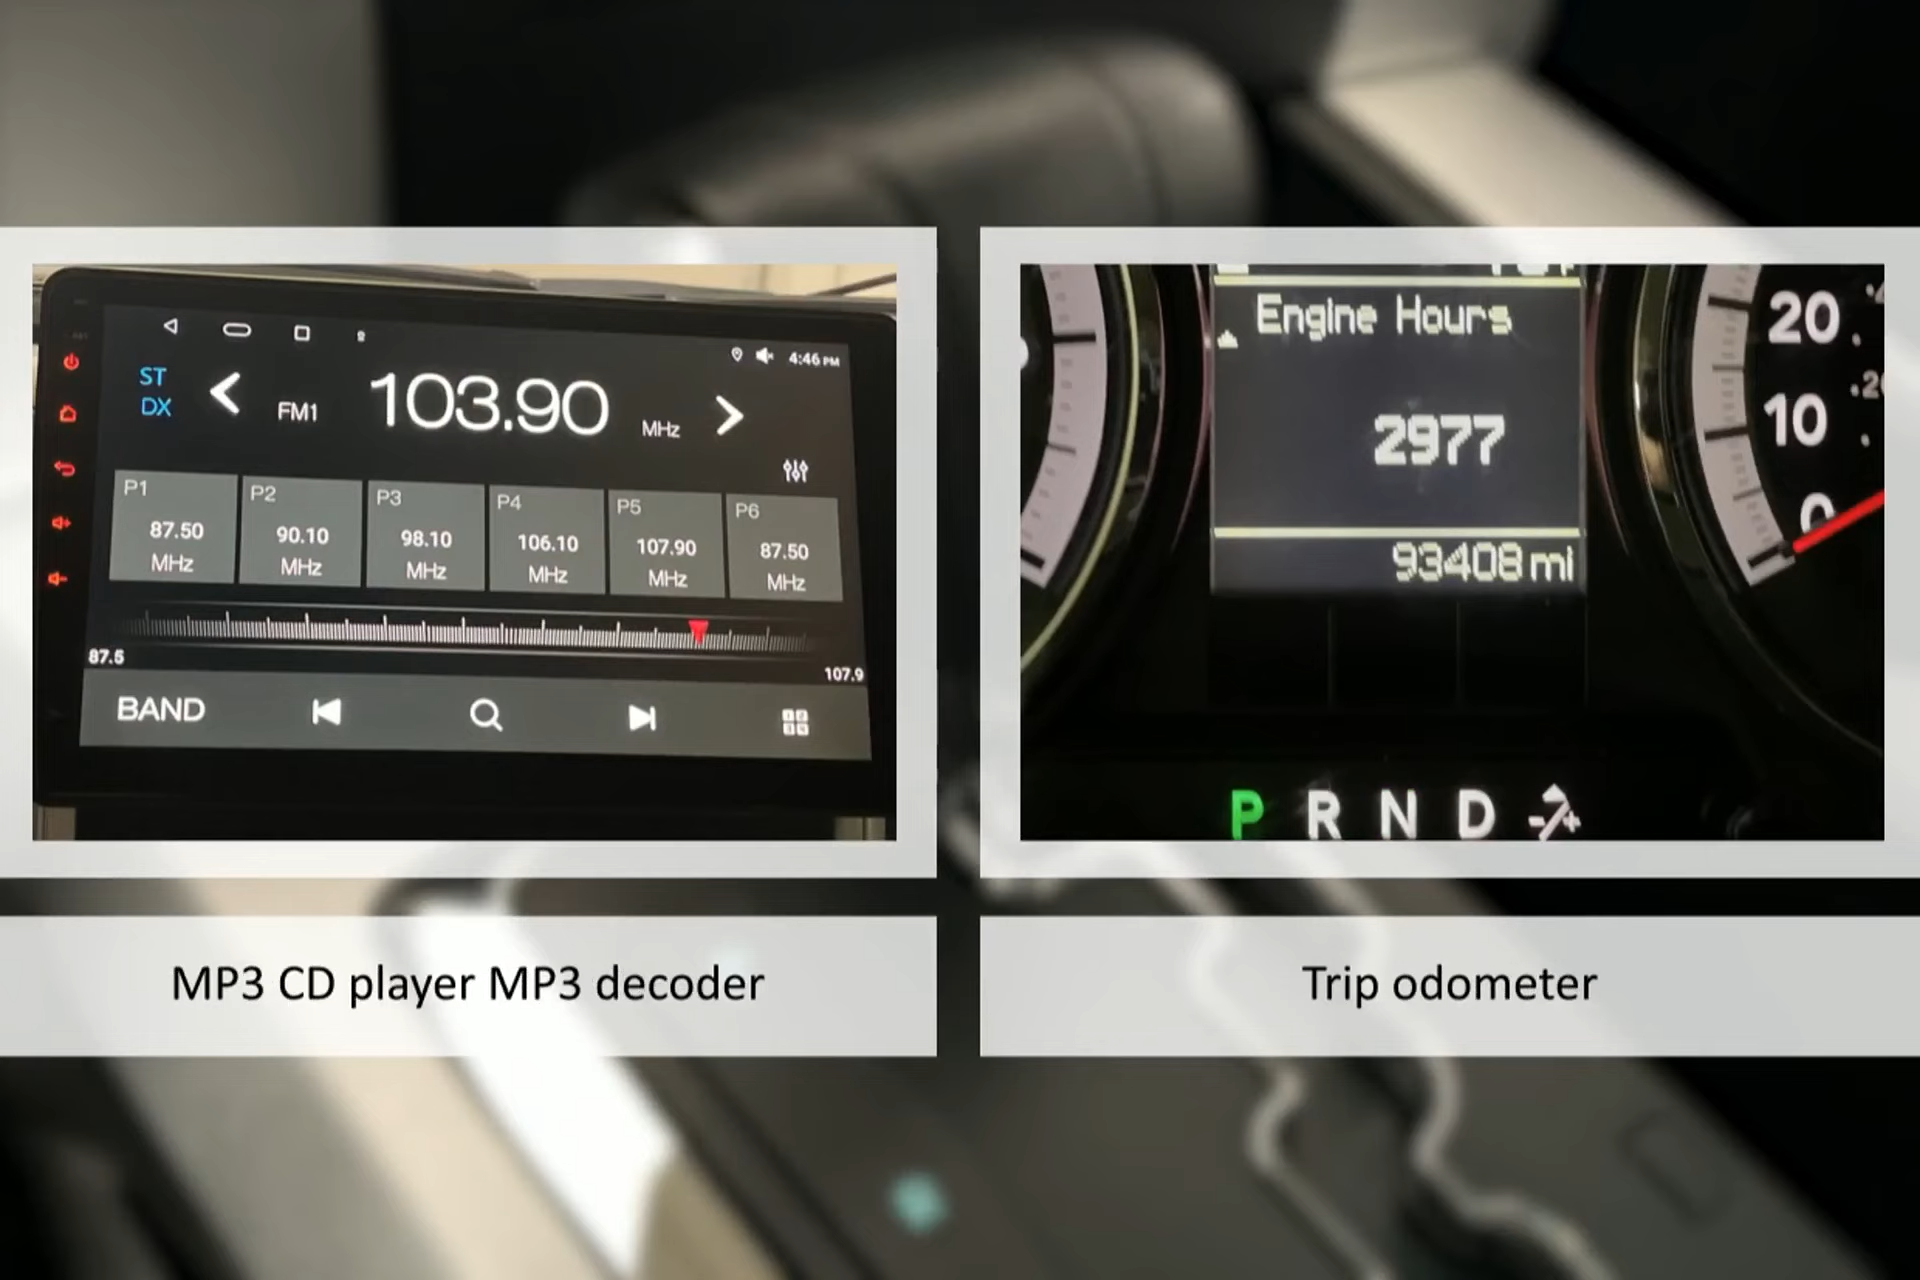 4:46 PM
ST
DX
FM1
103.90
MHz
P1
87.50
MHz
P2
90.10
MHz
P3
98.10
MHz
P4
106.10
MHz
P5
107.90
MHz
P6
87.50
MHz
87.5
107.9
BAND
Engine Hours
2977
93408 mi
20
10
0
P R N D
MP3 CD player MP3 decoder
Trip odometer